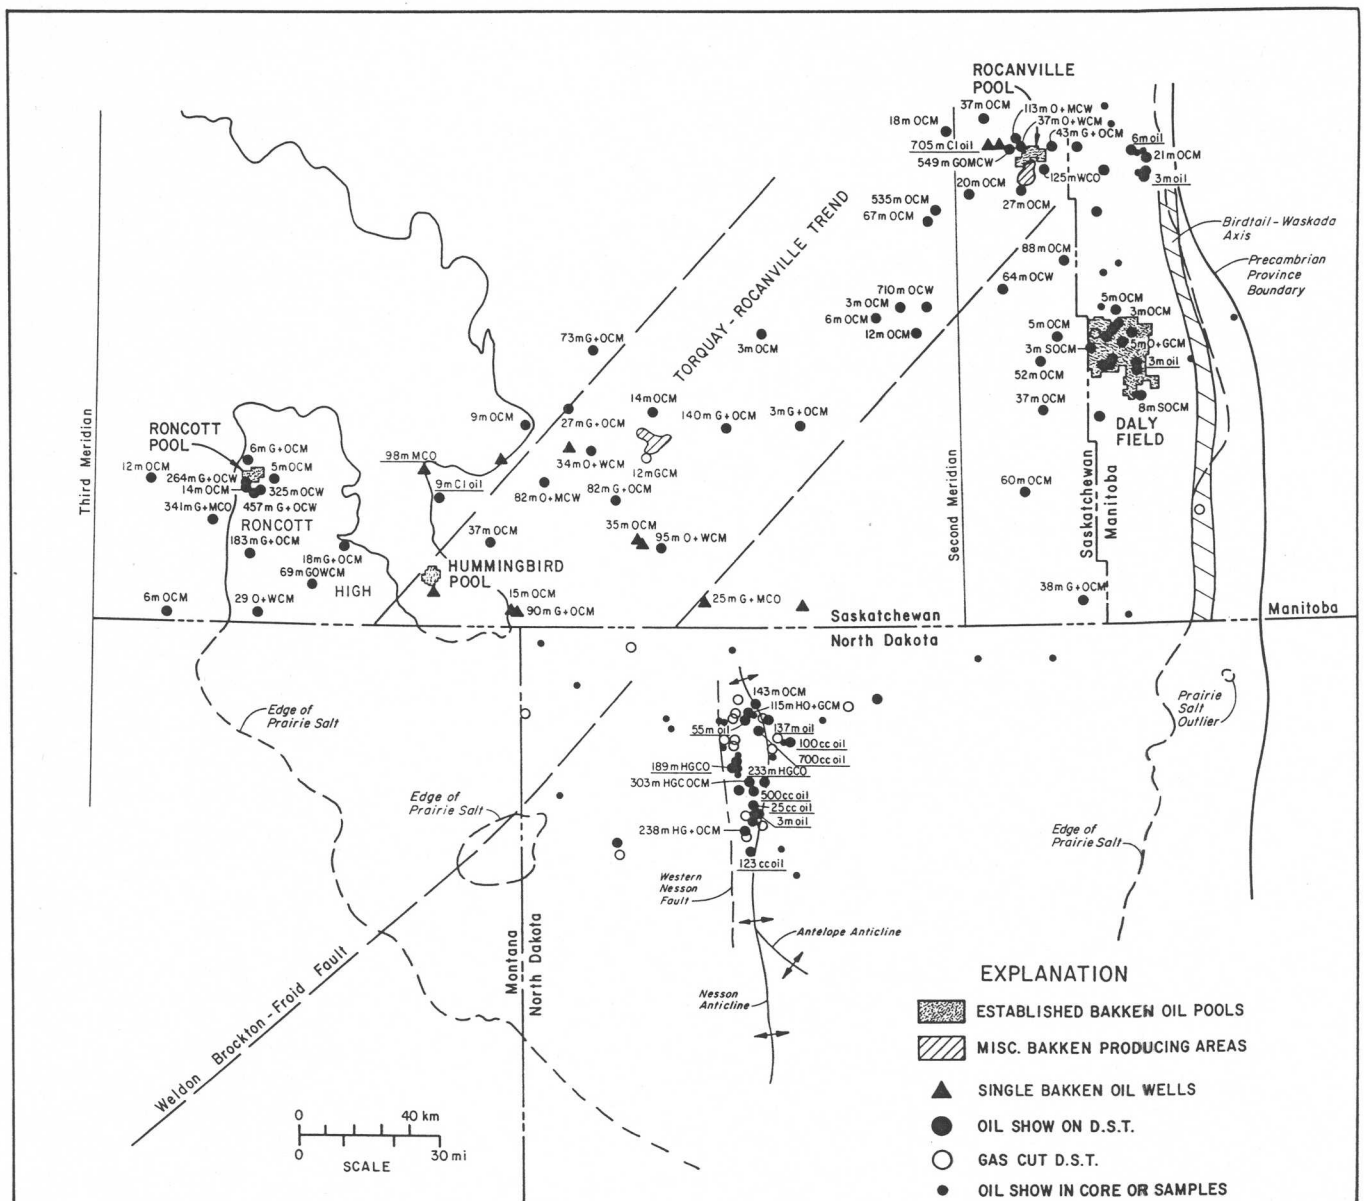 ROCANVILLE
POOL
37m OCM
113m O+MCW
18m OCM
37m O+WCM
43m G+OCM
705m Cl oil
6m oil
549m GOMCW
21m OCM
125m WCO
3m oil
20m OCM
27m OCM
535m OCM
67m OCM
Birdtail-Waskada
Axis
88m OCM
Precambrian
Province
Boundary
64m OCW
710m OCW
3m OCM
6m OCM
12m OCM
5m OCM
3m OCM
5m OCM
3m SOCM
5m O+GCM
3m oil
52m OCM
37m OCM
8m SOCM
DALY
FIELD
TORQUAY-ROCANVILLE TREND
73m G+OCM
3m OCM
14m OCM
9m OCM
27m G+OCM
140m G+OCM
3m G+OCM
34m O+WCM
12m GCM
98m MCO
9m Cl oil
82m O+MCW
82m G+OCM
35m OCM
95m O+WCM
37m OCM
60m OCM
Third Meridian
Second Meridian
Saskatchewan
Manitoba
RONCOTT
POOL
6m G+OCM
12m OCM
5m OCM
264m G+OCW
14m OCM
325m OCW
457m G+OCW
341m G+MCO
RONCOTT
183m G+OCM
18m G+OCM
69m GOWCM
HIGH
HUMMINGBIRD
POOL
15m OCM
90m G+OCM
25m G+MCO
38m G+OCM
6m OCM
29 O+WCM
Saskatchewan
Manitoba
North Dakota
Edge of
Prairie Salt
143m OCM
115m HO+GCM
55m oil
137m oil
100cc oil
700cc oil
189m HGCO
233m HGCO
303m HGCOCM
500cc oil
25cc oil
3m oil
238m HG+OCM
123cc oil
Prairie
Salt
Outlier
Edge of
Prairie Salt
Edge of
Prairie Salt
Western
Nesson
Fault
Antelope Anticline
Nesson
Anticline
Montana
North Dakota
Weldon Brockton-Froid Fault
0 40 km
0 30 mi
SCALE
EXPLANATION
ESTABLISHED BAKKEN OIL POOLS
MISC. BAKKEN PRODUCING AREAS
SINGLE BAKKEN OIL WELLS
OIL SHOW ON D.S.T.
GAS CUT D.S.T.
OIL SHOW IN CORE OR SAMPLES